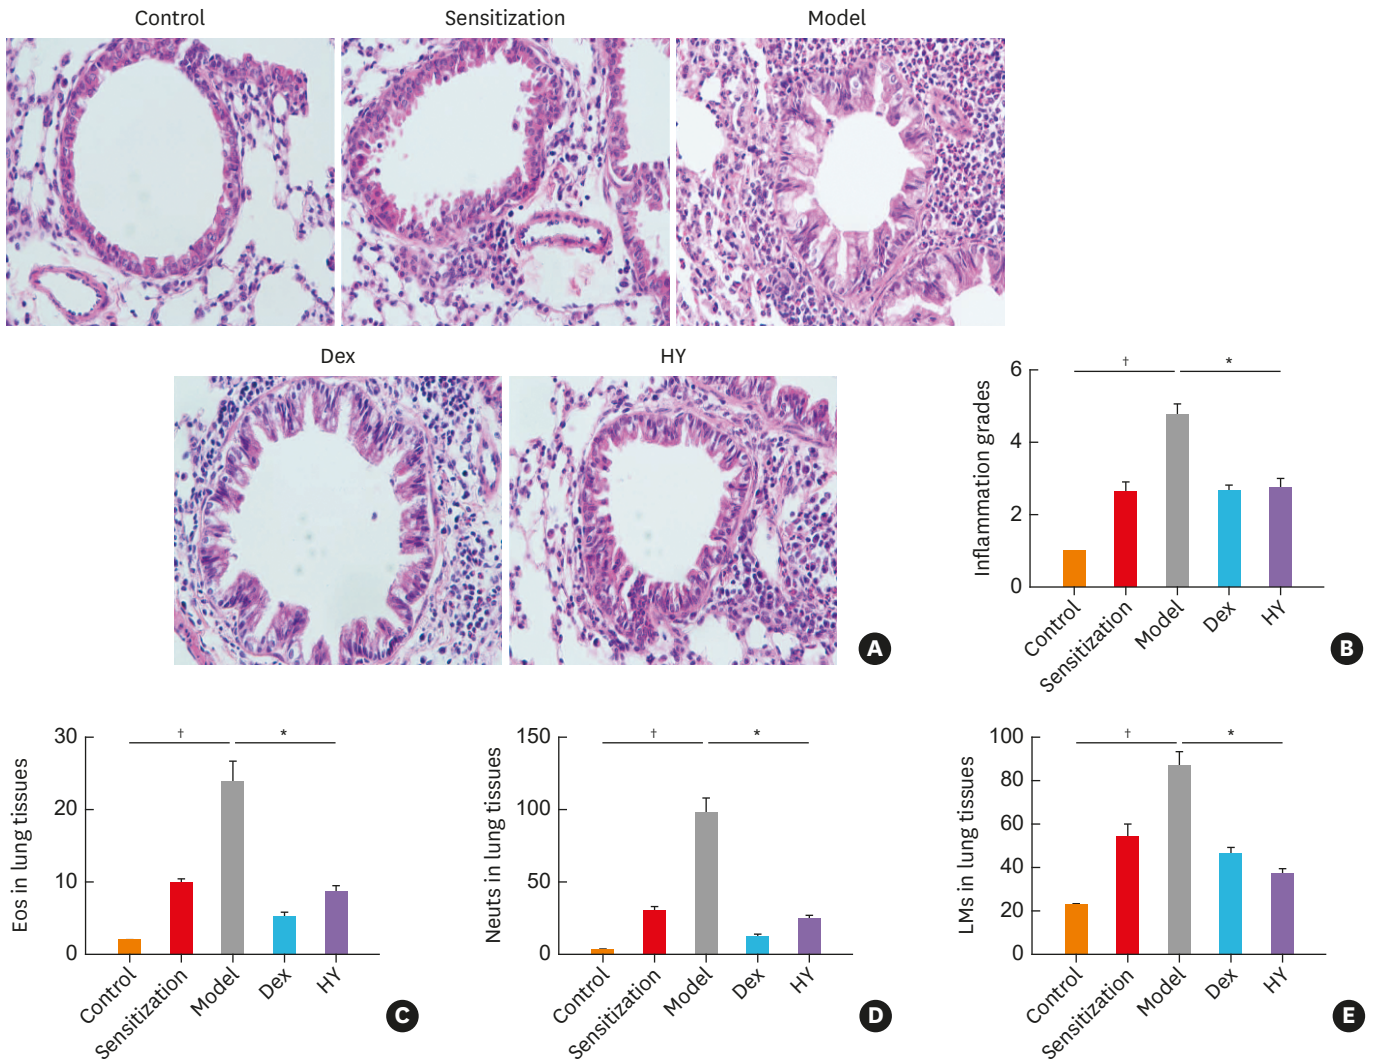 Control
Sensitization
Model
Dex
HY
A
Inflammation grades
6
4
2
0
† *
Control
Sensitization
Model
Dex
HY
B
Eos in lung tissues
30
20
10
0
† *
Control
Sensitization
Model
Dex
HY
C
Neuts in lung tissues
150
100
50
0
† *
Control
Sensitization
Model
Dex
HY
D
LMs in lung tissues
100
80
60
40
20
0
† *
Control
Sensitization
Model
Dex
HY
E